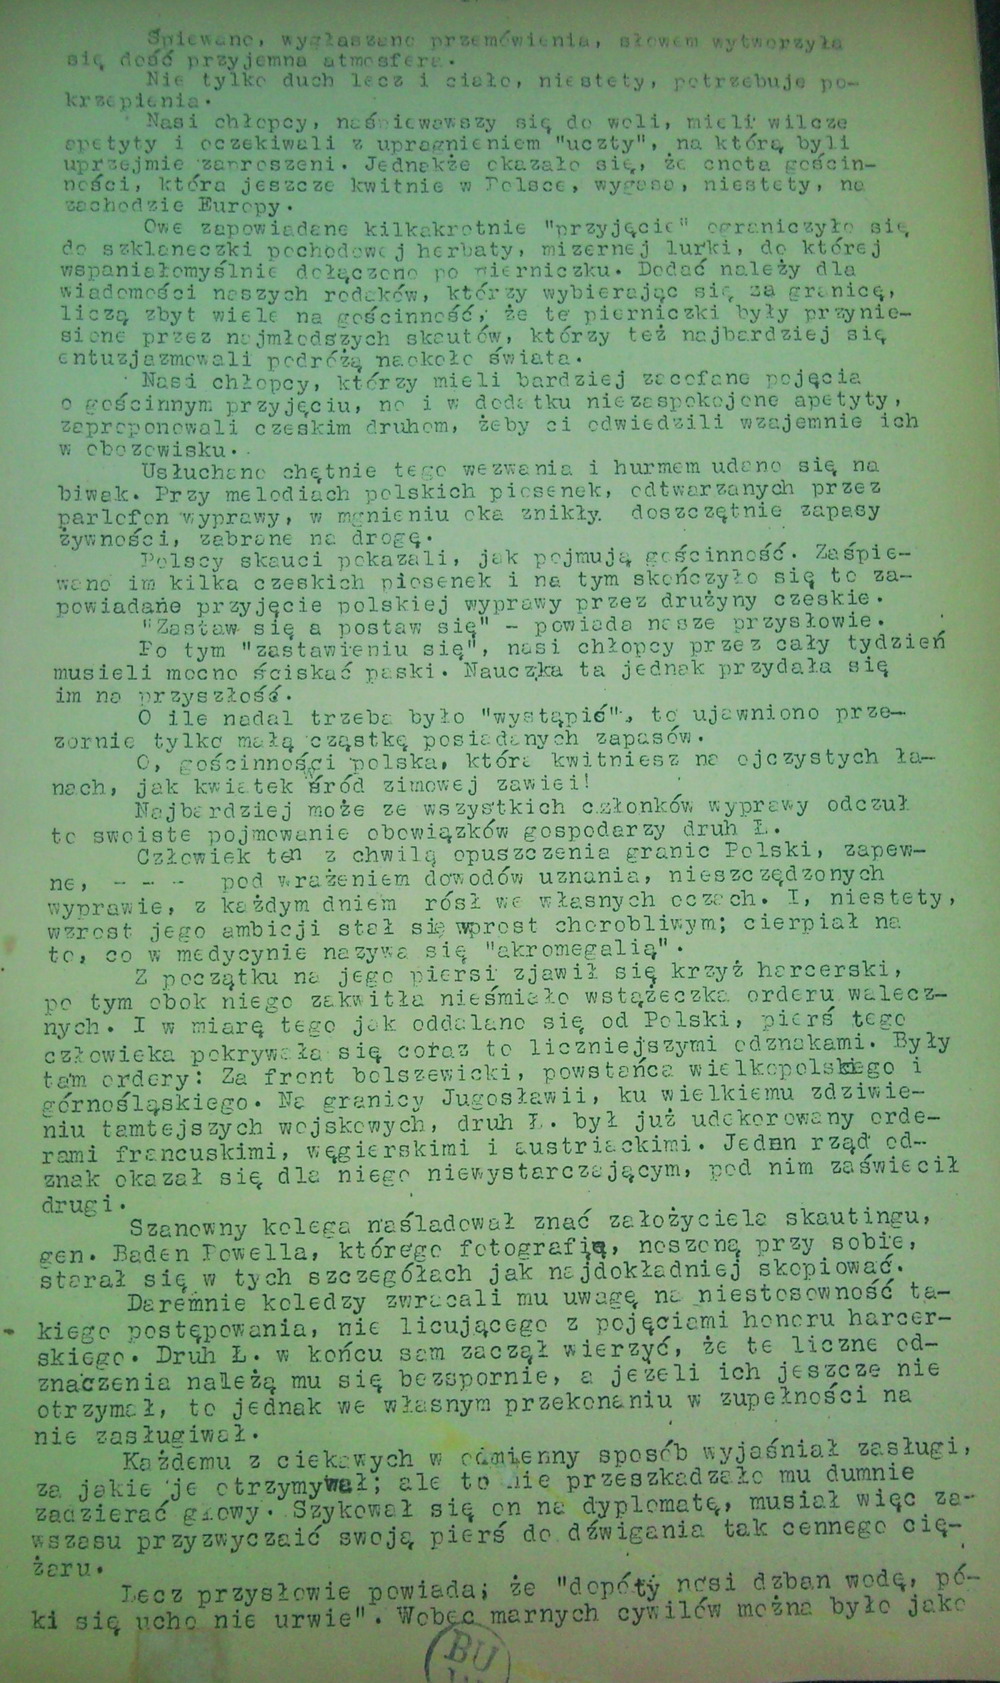 Śpiewano, wygłaszano przemówienia, słowem wytworzyła
się dość przyjemna atmosfera.
Nie tylko duch lecz i ciało, niestety, potrzebuje po-
krzepienia.
Nasi chłopcy, naśpiewawszy się do woli, mieli wilcze
apetyty i oczekiwali z upragnieniem "uczty", na którą byli
uprzejmie zaproszeni. Jednakże okazało się, że cnota gościn-
ności, która jeszcze kwitnie w Polsce, wygasa, niestety, na
zachodzie Europy.
Owe zapowiadane kilkakrotnie "przyjęcie" ograniczyło się
do szklaneczki pochodowej herbaty, mizernej lurki, do której
wspaniałomyślnie dołączono po pierniczku. Dodać należy dla
wiadomości naszych rodaków, którzy wybierając się za granicę,
liczą zbyt wiele na gościnność, że te pierniczki były przynie-
sione przez najmłodszych skautów, którzy też najbardziej się
entuzjazmowali podróżą naokoło świata.
Nasi chłopcy, którzy mieli bardziej zacofane pojęcia
o gościnnym przyjęciu, no i w dodatku niezaspokojone apetyty,
zaproponowali czeskim druhom, żeby ci odwiedzili wzajemnie ich
w obozowisku.
Usłuchano chętnie tego wezwania i hurmem udano się na
biwak. Przy melodiach polskich piosenek, odtwarzanych przez
parlofon wyprawy, w mgnieniu oka znikły. doszczętnie zapasy
żywności, zabrane na drogę.
Polscy skauci pokazali, jak pojmują gościnność. Zaśpie-
wano im kilka czeskich piosenek i na tym skończyło się to za-
powiadane przyjęcie polskiej wyprawy przez drużyny czeskie.
"Zastaw się a postaw się" - powiada nasze przysłowie.
Po tym "zastawieniu się", nasi chłopcy przez cały tydzień
musieli mocno ściskać paski. Nauczka ta jednak przydała się
im na przyszłość.
O ile nadal trzeba było "wystąpić", to ujawniono prze-
zornie tylko małą cząstkę posiadanych zapasów.
O, gościnności polska, która kwitniesz na ojczystych ła-
nach, jak kwiatek wśród zimowej zawiei!
Najbardziej może ze wszystkich członków wyprawy odczuł
to swoiste pojmowanie obowiązków gospodarzy druh Ł.
Człowiek ten z chwilą opuszczenia granic Polski, zapew-
ne, - - - pod wrażeniem dowodów uznania, nieszczędzonych
wyprawie, z każdym dniem rósł we własnych oczach. I, niestety,
wzrost jego ambicji stał się wprost chorobliwym; cierpiał na
to, co w medycynie nazywa się "akromegalią".
Z początku na jego piersi zjawił się krzyż harcerski,
po tym obok niego zakwitła nieśmiało wstążeczka orderu walecz-
nych. I w miarę tego jak oddalano się od Polski, pierś tego
człowieka pokrywała się coraz to liczniejszymi odznakami. Były
tam ordery: Za front bolszewicki, powstańca wielkopolskiego i
górnośląskiego. Na granicy Jugosławii, ku wielkiemu zdziwie-
niu tamtejszych wojskowych, druh Ł. był już udekorowany orde-
rami francuskimi, węgierskimi i austriackimi. Jeden rząd od-
znak okazał się dla niego niewystarczającym, pod nim zaświecił
drugi.
Szanowny kolega naśladował znać założyciela skautingu,
gen. Baden Powella, którego fotografią, noszoną przy sobie,
starał się w tych szczegółach jak najdokładniej skopiować.
Daremnie koledzy zwracali mu uwagę na niestosowność ta-
kiego postępowania, nie licującego z pojęciami honoru harcer-
skiego. Druh Ł. w końcu sam zaczął wierzyć, że te liczne od-
znaczenia należą mu się bezspornie, a jeżeli ich jeszcze nie
otrzymał, to jednak we własnym przekonaniu w zupełności na
nie zasługiwał.
Każdemu z ciekawych w odmienny sposób wyjaśniał zasługi,
za jakie je otrzymywał; ale to nie przeszkadzało mu dumnie
zadzierać głowy. Szykował się on na dyplomatę, musiał więc za-
wszasu przyzwyczaić swoją pierś do dźwigania tak cennego cię-
żaru.
Lecz przysłowie powiada; że "dopóty nosi dzban wodę, pó-
ki się ucho nie urwie". Wobec marnych cywilów można było jako
BU